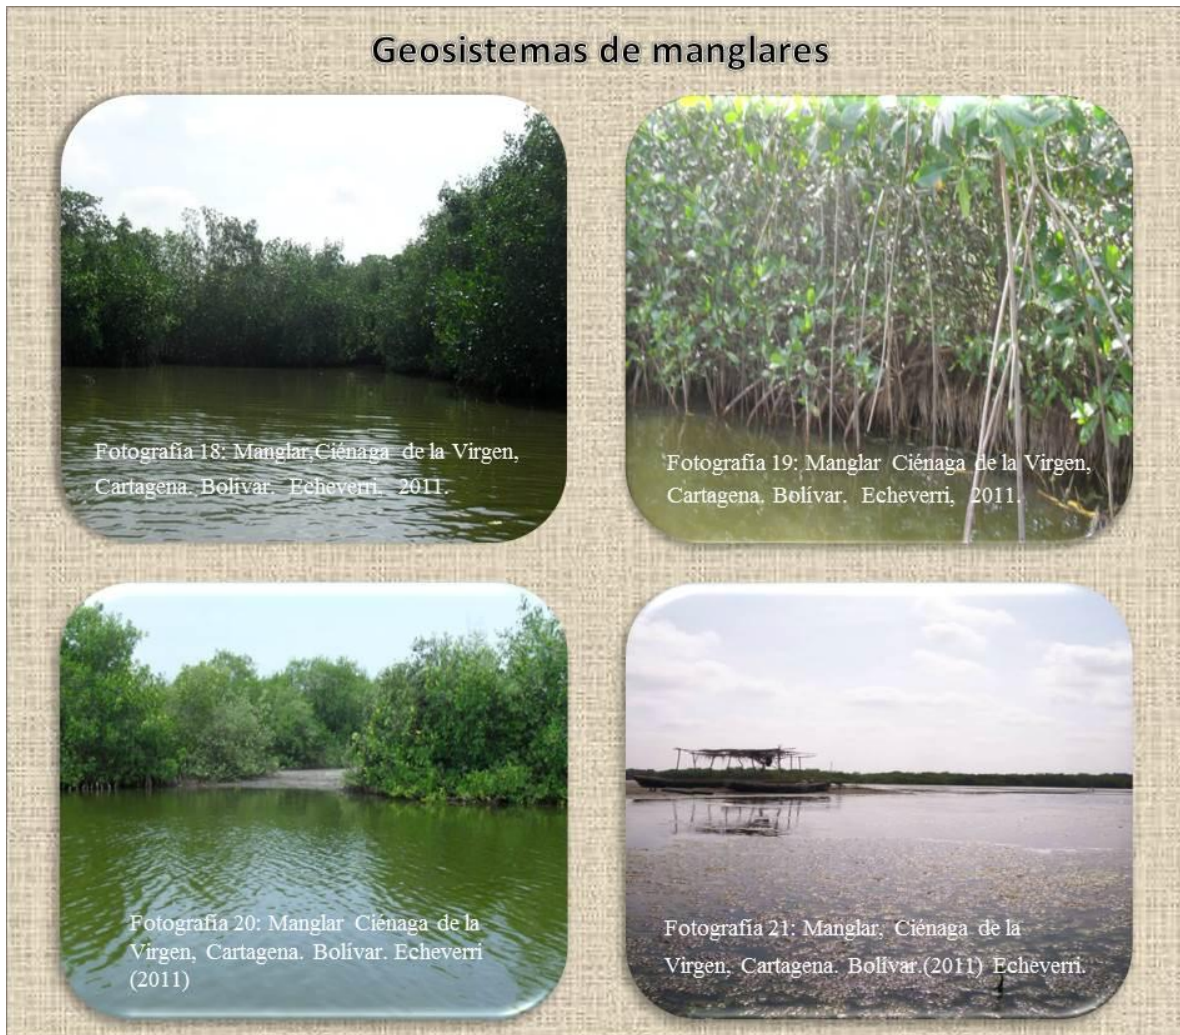 Geosistemas de manglares
Fotografía 18: Manglar,Ciénaga de la Virgen,
Cartagena. Bolívar. Echeverri, 2011.
Fotografía 19: Manglar Ciénaga de la Virgen,
Cartagena. Bolívar. Echeverri, 2011.
Fotografía 20: Manglar Ciénaga de la
Virgen, Cartagena. Bolívar. Echeverri
(2011)
Fotografía 21: Manglar, Ciénaga de la
Virgen, Cartagena. Bolívar.(2011) Echeverri.